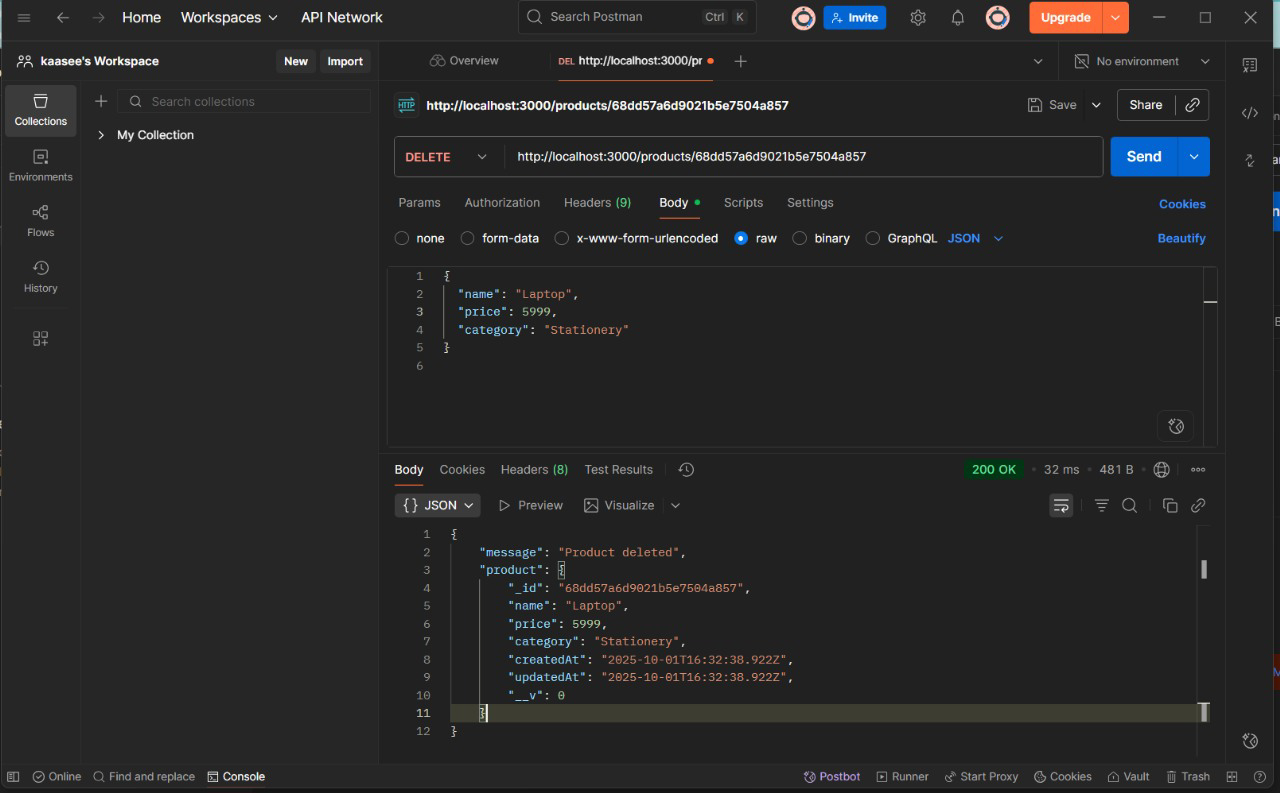 Home Workspaces API Network Search Postman Ctrl K Invite Upgrade
kaasee's Workspace New Import Overview DEL http://localhost:3000/pr No environment
Collections
Search collections
My Collection
Environments
Flows
History
HTTP http://localhost:3000/products/68dd57a6d9021b5e7504a857 Save Share
DELETE http://localhost:3000/products/68dd57a6d9021b5e7504a857 Send
Params Authorization Headers (9) Body Scripts Settings Cookies
none form-data x-www-form-urlencoded raw binary GraphQL JSON Beautify
1 {
2 "name": "Laptop",
3 "price": 5999,
4 "category": "Stationery"
5 }
6
Body Cookies Headers (8) Test Results 200 OK • 32 ms • 481 B •
{} JSON Preview Visualize
1 {
2 "message": "Product deleted",
3 "product": {
4 "_id": "68dd57a6d9021b5e7504a857",
5 "name": "Laptop",
6 "price": 5999,
7 "category": "Stationery",
8 "createdAt": "2025-10-01T16:32:38.922Z",
9 "updatedAt": "2025-10-01T16:32:38.922Z",
10 "__v": 0
11 }
12 }
Online Find and replace Console Postbot Runner Start Proxy Cookies Vault Trash